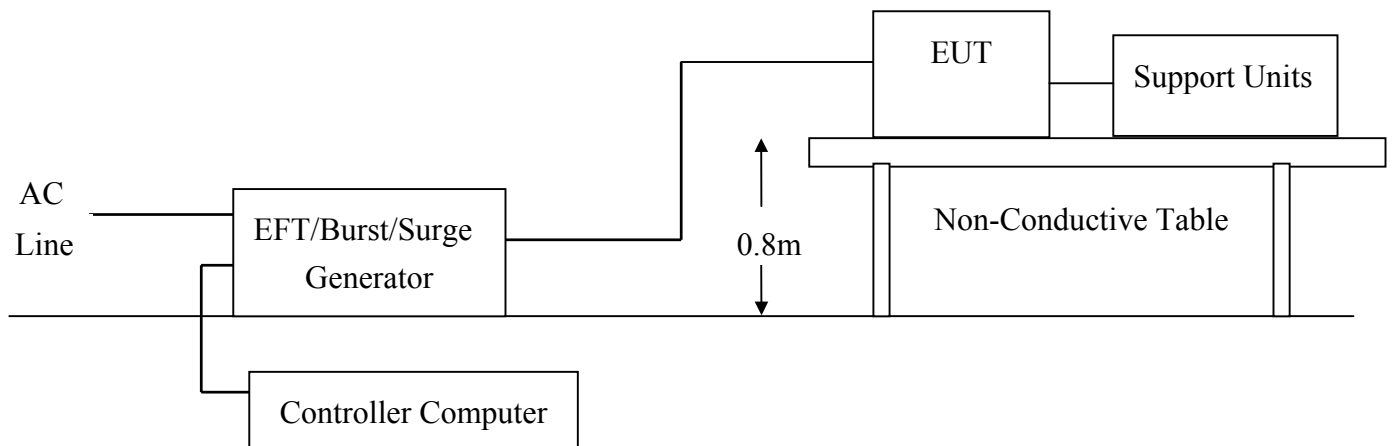 EUT
Support Units
AC
Line
EFT/Burst/Surge
Generator
0.8m
Non-Conductive Table
Controller Computer